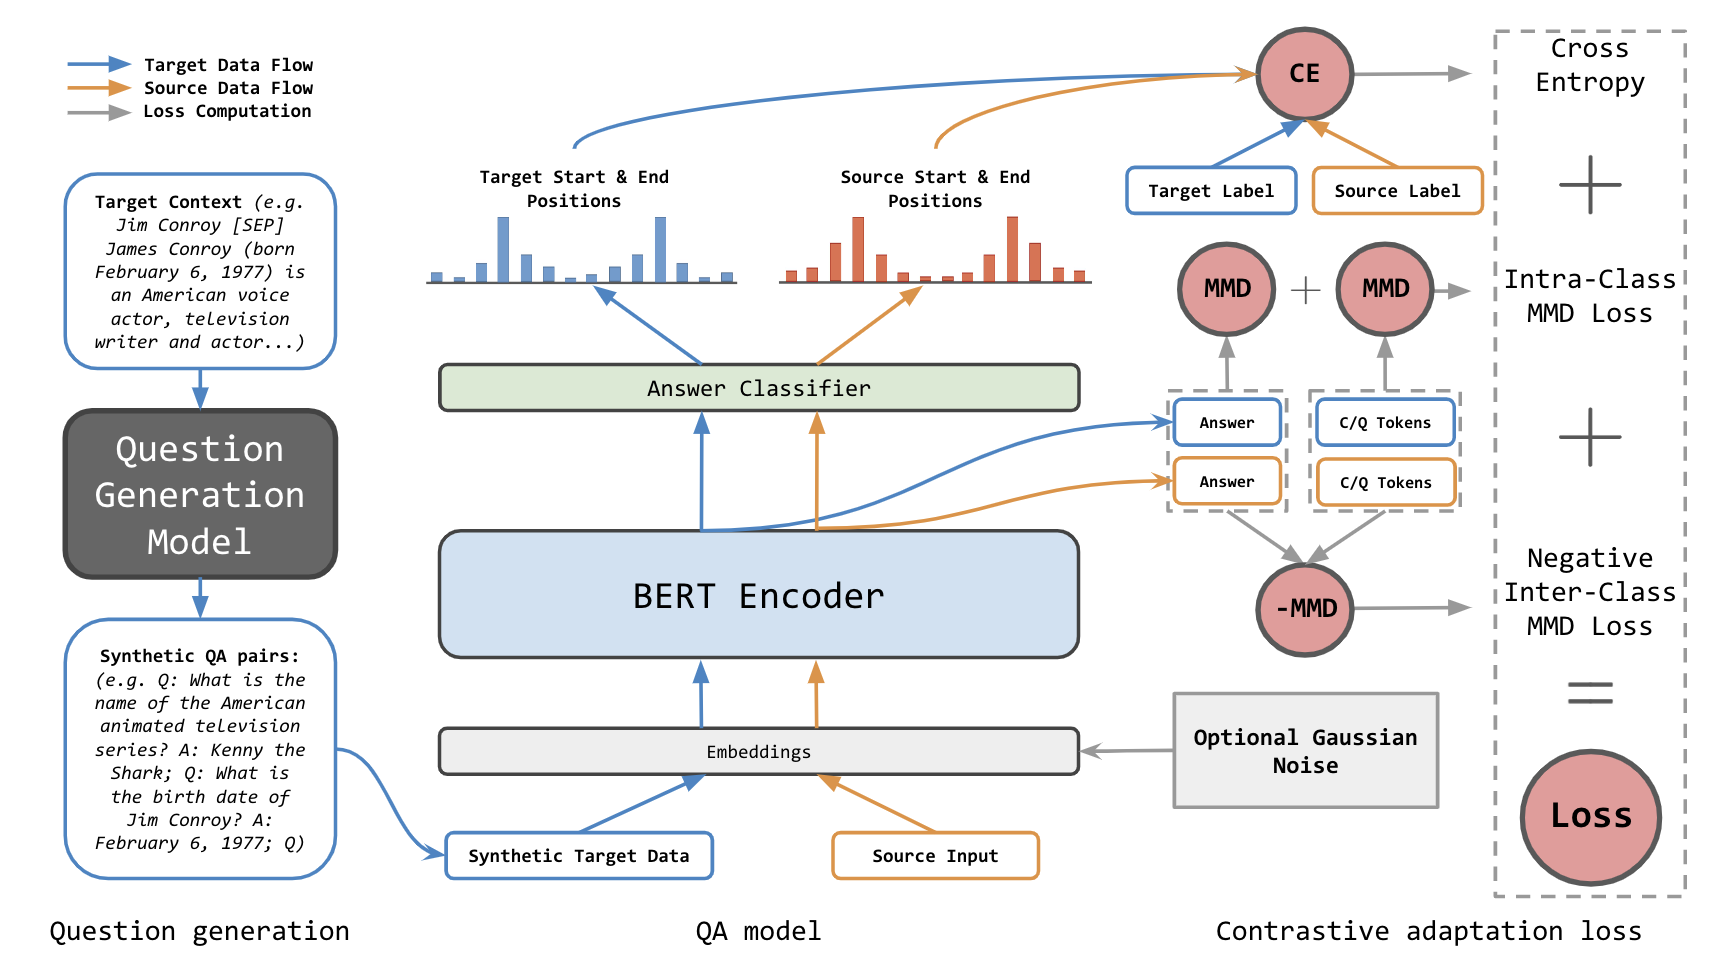 Target Data Flow
Source Data Flow
Loss Computation
Target Context (e.g.
Jim Conroy [SEP]
James Conroy (born
February 6, 1977) is
an American voice
actor, television
writer and actor...)
Question
Generation
Model
Synthetic QA pairs:
(e.g. Q: What is the
name of the American
animated television
series? A: Kenny the
Shark; Q: What is
the birth date of
Jim Conroy? A:
February 6, 1977; Q)
Question generation
Target Start & End
Positions
Source Start & End
Positions
Answer Classifier
BERT Encoder
Embeddings
Synthetic Target Data
Source Input
QA model
CE
Target Label
Source Label
MMD + MMD
Answer
C/Q Tokens
Answer
C/Q Tokens
-MMD
Optional Gaussian
Noise
Cross
Entropy
+
Intra-Class
MMD Loss
+
Negative
Inter-Class
MMD Loss
=
Loss
Contrastive adaptation loss